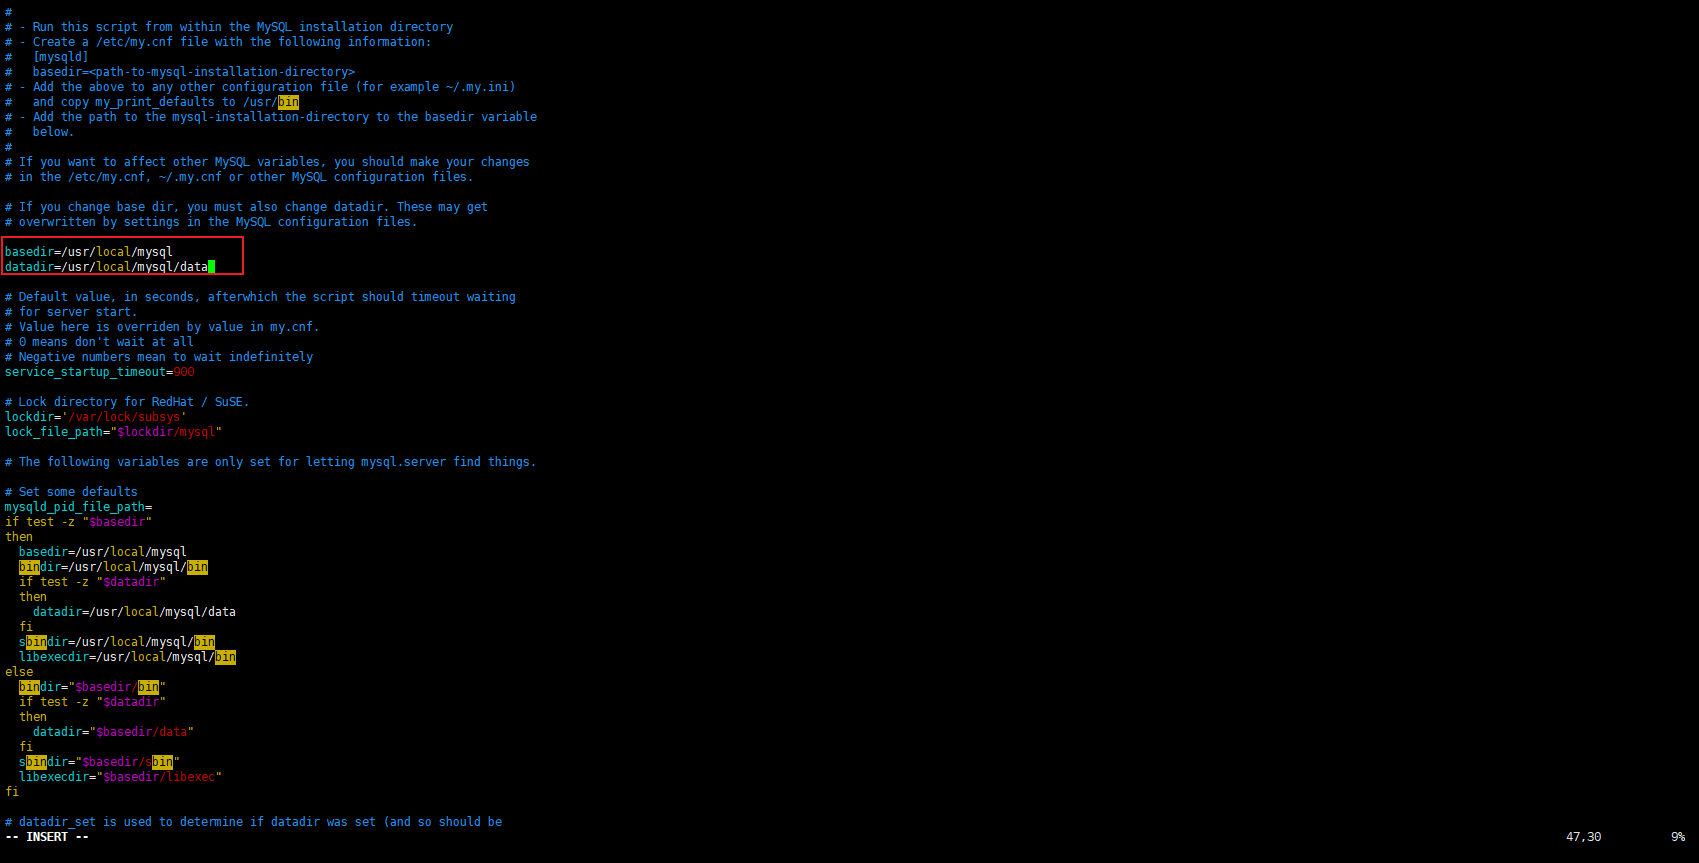 #
# - Run this script from within the MySQL installation directory
# - Create a /etc/my.cnf file with the following information:
#   [mysqld]
#   basedir=<path-to-mysql-installation-directory>
# - Add the above to any other configuration file (for example ~/.my.ini)
#   and copy my_print_defaults to /usr/bin
# - Add the path to the mysql-installation-directory to the basedir variable
#   below.
#
# If you want to affect other MySQL variables, you should make your changes
# in the /etc/my.cnf, ~/.my.cnf or other MySQL configuration files.

# If you change base dir, you must also change datadir. These may get
# overwritten by settings in the MySQL configuration files.

basedir=/usr/local/mysql
datadir=/usr/local/mysql/data

# Default value, in seconds, afterwhich the script should timeout waiting
# for server start.
# Value here is overriden by value in my.cnf.
# 0 means don't wait at all
# Negative numbers mean to wait indefinitely
service_startup_timeout=900

# Lock directory for RedHat / SuSE.
lockdir='/var/lock/subsys'
lock_file_path="$lockdir/mysql"

# The following variables are only set for letting mysql.server find things.

# Set some defaults
mysqld_pid_file_path=
if test -z "$basedir"
then
  basedir=/usr/local/mysql
  bindir=/usr/local/mysql/bin
  if test -z "$datadir"
  then
    datadir=/usr/local/mysql/data
  fi
  sbindir=/usr/local/mysql/bin
  libexecdir=/usr/local/mysql/bin
else
  bindir="$basedir/bin"
  if test -z "$datadir"
  then
    datadir="$basedir/data"
  fi
  sbindir="$basedir/sbin"
  libexecdir="$basedir/libexec"
fi

# datadir_set is used to determine if datadir was set (and so should be
-- INSERT --                    47,30          9%